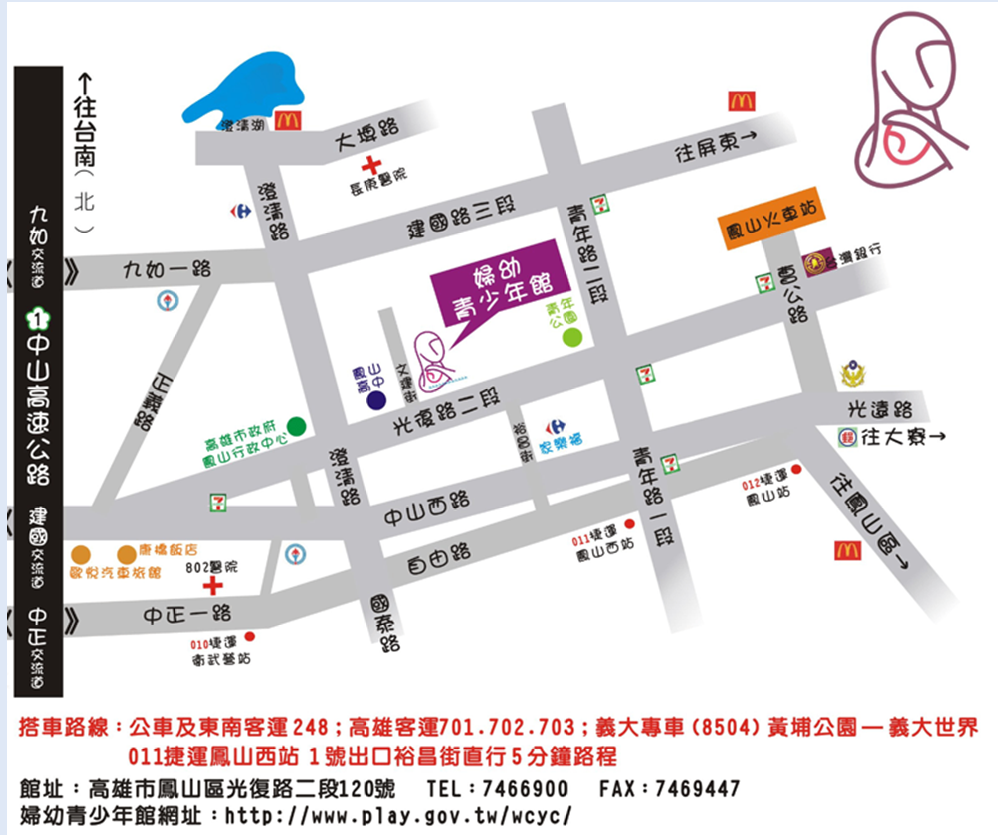 ↑往台南（北）
九如交流道
1
中山高速公路
建國交流道
中正交流道
澄清湖
大埤路
長庚醫院
往屏東→
澄清路
建國路三段
青年路二段
鳳山火車站
台灣銀行
曹公路
九如一路
婦幼
青少年館
青年
公園
鳳山
高中
文建街
正義路
光復路二段
高雄市政府
鳳山行政中心
裕昌街
家樂福
光遠路
往大寮→
澄清路
中山西路
青年路一段
012捷運
鳳山站
往鳳山區→
011捷運
鳳山西站
自由路
康橋飯店
歐悅汽車旅館
802醫院
中正一路
國泰路
010捷運
衛武營站
搭車路線：公車及東南客運248；高雄客運701.702.703；義大專車(8504)黃埔公園—義大世界
011捷運鳳山西站 1號出口裕昌街直行5分鐘路程
館址：高雄市鳳山區光復路二段120號 TEL：7466900 FAX：7469447
婦幼青少年館網址：http://www.play.gov.tw/wcyc/